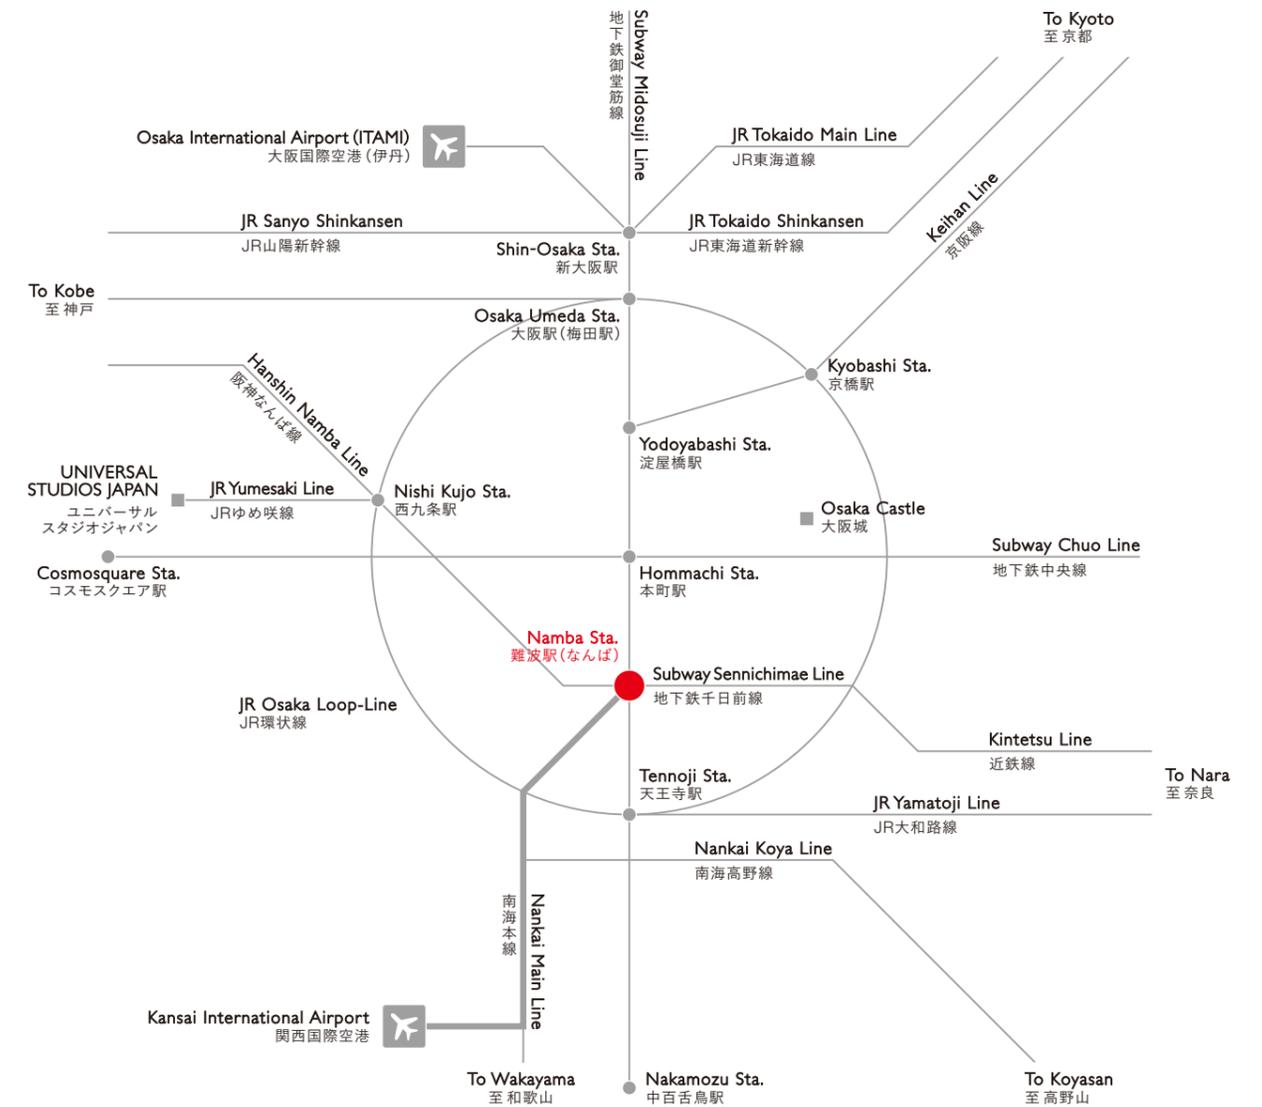 To Kyoto
至京都
Subway Midosuji Line
地下鉄御堂筋線
Osaka International Airport (ITAMI)
大阪国際空港(伊丹)
JR Tokaido Main Line
JR東海道線
JR Sanyo Shinkansen
JR山陽新幹線
JR Tokaido Shinkansen
JR東海道新幹線
Keihan Line
京阪線
Shin-Osaka Sta.
新大阪駅
To Kobe
至神戸
Osaka Umeda Sta.
大阪駅(梅田駅)
Hanshin Namba Line
阪神なんば線
Kyobashi Sta.
京橋駅
Yodoyabashi Sta.
淀屋橋駅
UNIVERSAL
STUDIOS JAPAN
ユニバーサル
スタジオジャパン
JR Yumesaki Line
JRゆめ咲線
Nishi Kujo Sta.
西九条駅
Osaka Castle
大阪城
Subway Chuo Line
地下鉄中央線
Cosmosquare Sta.
コスモスクエア駅
Hommachi Sta.
本町駅
Namba Sta.
難波駅(なんば)
Subway Sennichimae Line
地下鉄千日前線
JR Osaka Loop-Line
JR環状線
Kintetsu Line
近鉄線
Tennoji Sta.
天王寺駅
To Nara
至奈良
JR Yamatoji Line
JR大和路線
Nankai Koya Line
南海高野線
Nankai Main Line
南海本線
Kansai International Airport
関西国際空港
To Wakayama
至和歌山
Nakamozu Sta.
中百舌鳥駅
To Koyasan
至高野山